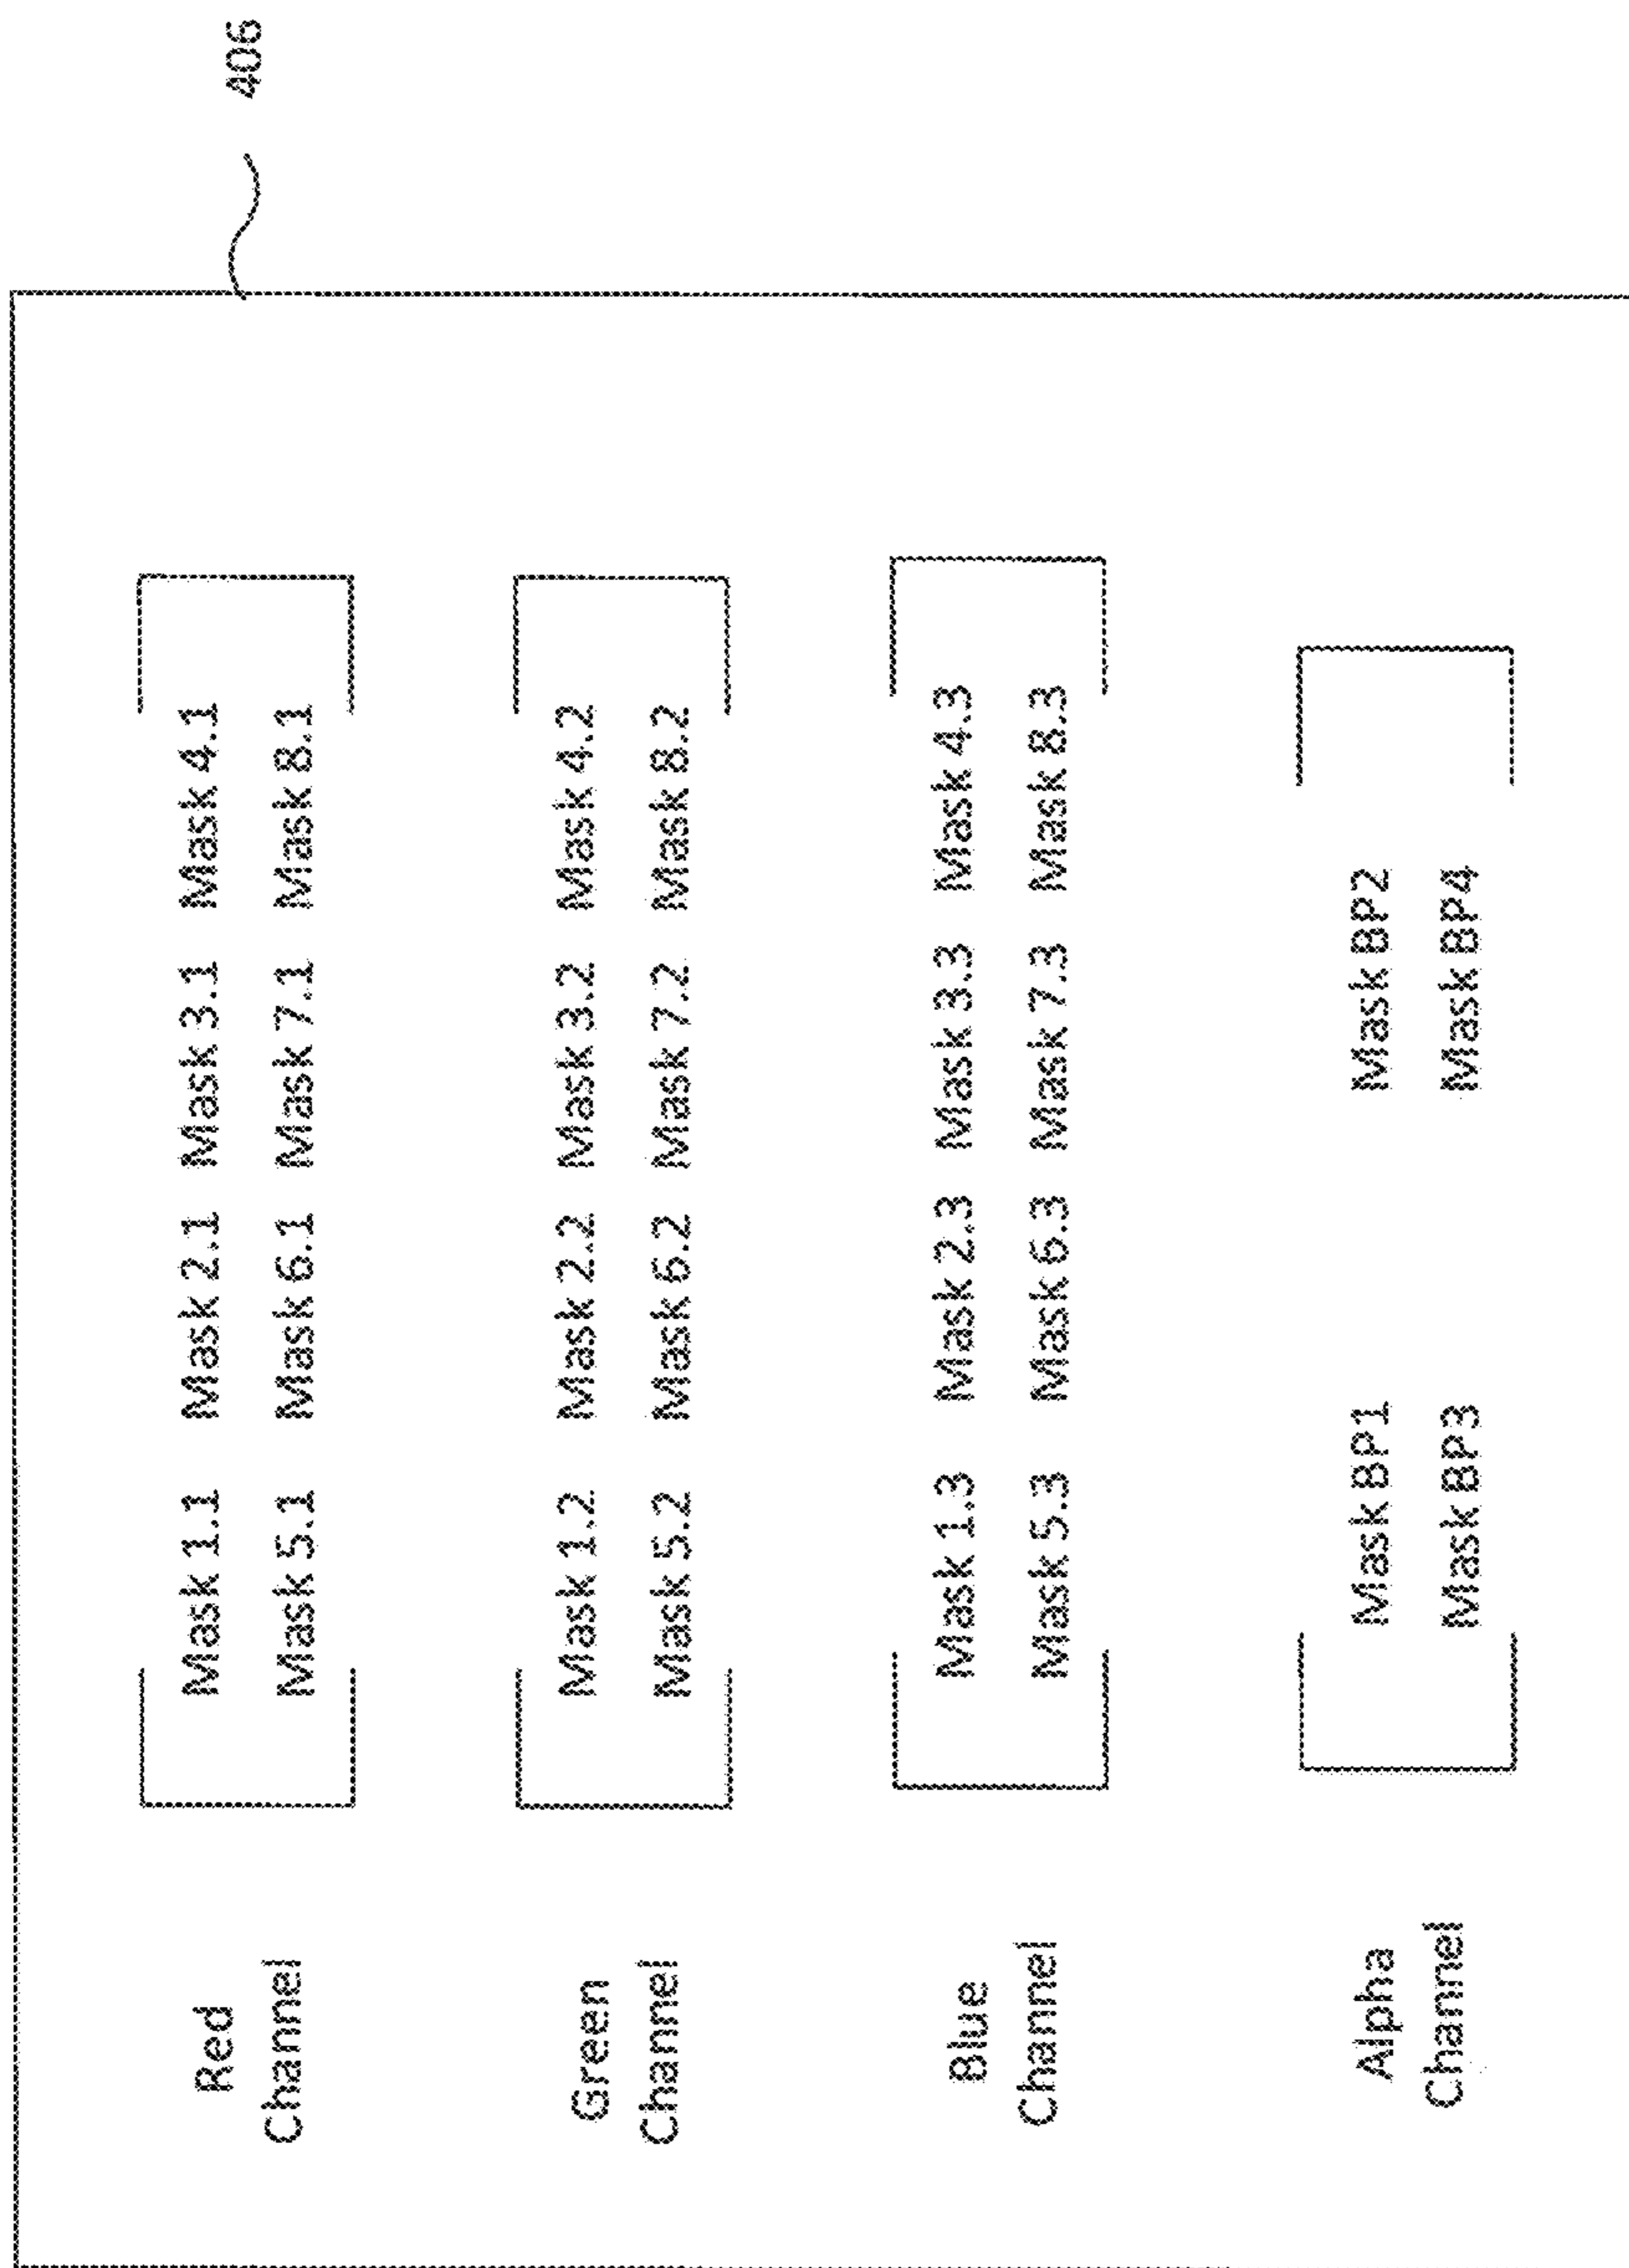 406
Red
Channel
Mask 1.1 Mask 2.1 Mask 3.1 Mask 4.1
Mask 5.1 Mask 6.1 Mask 7.1 Mask 8.1
Green
Channel
Mask 1.2 Mask 2.2 Mask 3.2 Mask 4.2
Mask 5.2 Mask 6.2 Mask 7.2 Mask 8.2
Blue
Channel
Mask 1.3 Mask 2.3 Mask 3.3 Mask 4.3
Mask 5.3 Mask 6.3 Mask 7.3 Mask 8.3
Alpha
Channel
Mask BP1 Mask BP2
Mask BP3 Mask BP4